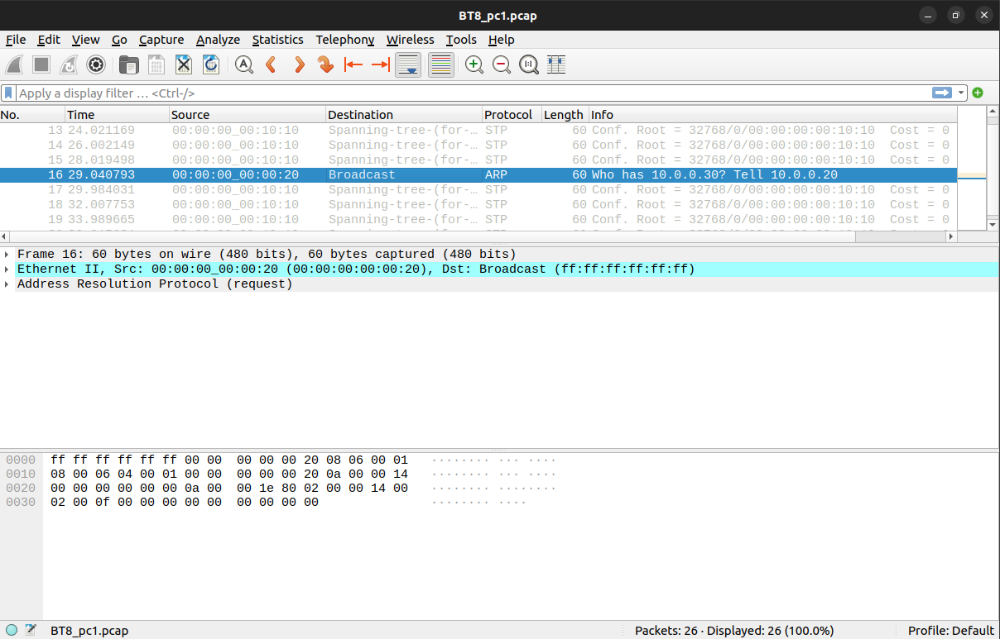 BT8_pc1.pcap
File Edit View Go Capture Analyze Statistics Telephony Wireless Tools Help
Apply a display filter … <Ctrl-/>
No. Time Source Destination Protocol Length Info
13 24.021169 00:00:00_00:10:10 Spanning-tree-(for-… STP 60 Conf. Root = 32768/0/00:00:00:00:10:10 Cost = 0
14 26.002149 00:00:00_00:10:10 Spanning-tree-(for-… STP 60 Conf. Root = 32768/0/00:00:00:00:10:10 Cost = 0
15 28.019498 00:00:00_00:10:10 Spanning-tree-(for-… STP 60 Conf. Root = 32768/0/00:00:00:00:10:10 Cost = 0
16 29.040793 00:00:00_00:00:20 Broadcast ARP 60 Who has 10.0.0.30? Tell 10.0.0.20
17 29.984031 00:00:00_00:10:10 Spanning-tree-(for-… STP 60 Conf. Root = 32768/0/00:00:00:00:10:10 Cost = 0
18 32.007753 00:00:00_00:10:10 Spanning-tree-(for-… STP 60 Conf. Root = 32768/0/00:00:00:00:10:10 Cost = 0
19 33.989665 00:00:00_00:10:10 Spanning-tree-(for-… STP 60 Conf. Root = 32768/0/00:00:00:00:10:10 Cost = 0
Frame 16: 60 bytes on wire (480 bits), 60 bytes captured (480 bits)
Ethernet II, Src: 00:00:00_00:00:20 (00:00:00:00:00:20), Dst: Broadcast (ff:ff:ff:ff:ff:ff)
Address Resolution Protocol (request)
0000 ff ff ff ff ff ff 00 00 00 00 00 20 08 06 00 01 ········ ··· ····
0010 08 00 06 04 00 01 00 00 00 00 00 20 0a 00 00 14 ········ ··· ····
0020 00 00 00 00 00 00 0a 00 00 1e 80 02 00 00 14 00 ········ ········
0030 02 00 0f 00 00 00 00 00 00 00 00 00 ········ ····
BT8_pc1.pcap Packets: 26 · Displayed: 26 (100.0%) Profile: Default